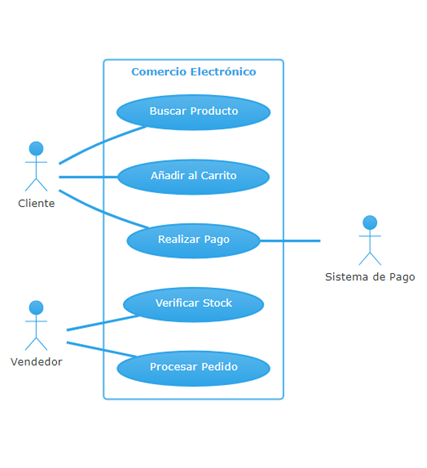 Comercio Electrónico
Buscar Producto
Añadir al Carrito
Cliente
Realizar Pago
Sistema de Pago
Verificar Stock
Vendedor
Procesar Pedido